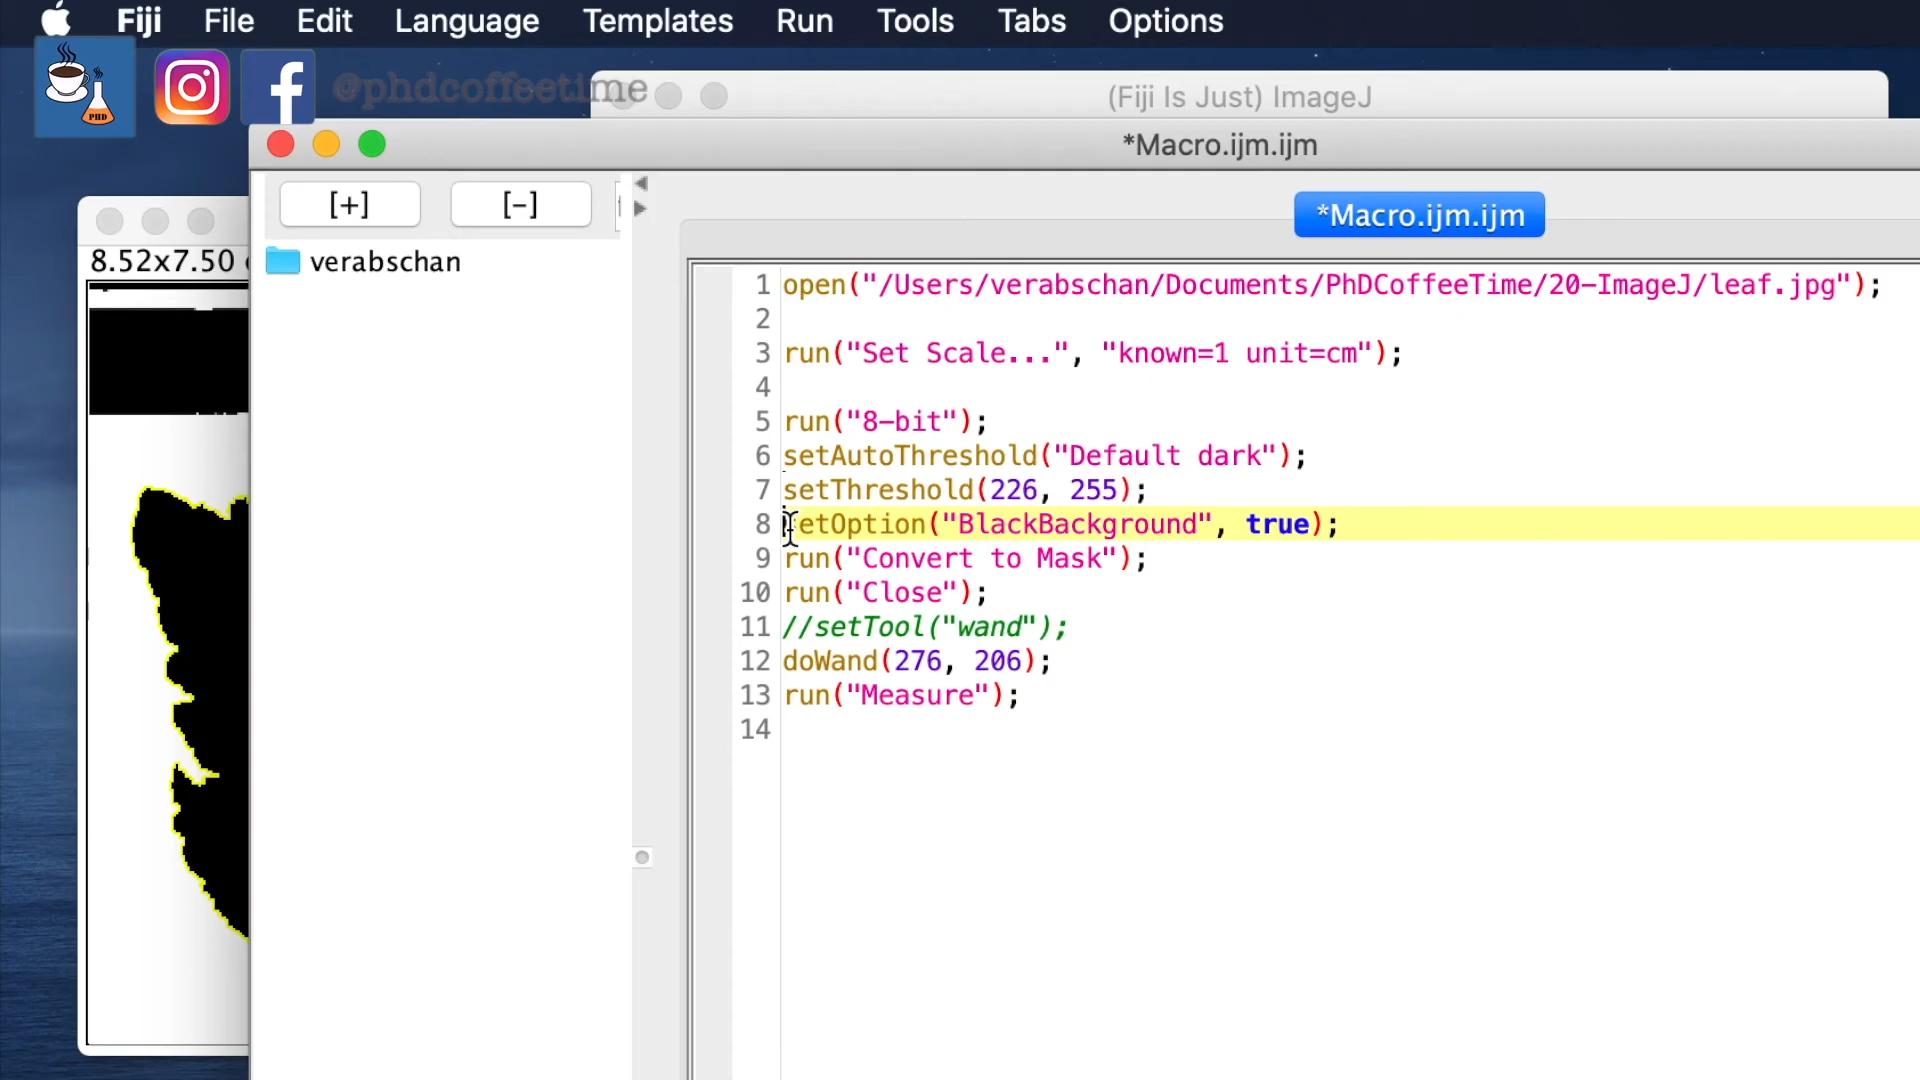 Fiji File Edit Language Templates Run Tools Tabs Options
PHD
@phdcoffeetime
(Fiji Is Just) ImageJ
*Macro.ijm.ijm
[+] [-]
*Macro.ijm.ijm
8.52x7.50
verabschan
1 open("/Users/verabschan/Documents/PhDCoffeeTime/20-ImageJ/leaf.jpg");
2
3 run("Set Scale...", "known=1 unit=cm");
4
5 run("8-bit");
6 setAutoThreshold("Default dark");
7 setThreshold(226, 255);
8 setOption("BlackBackground", true);
9 run("Convert to Mask");
10 run("Close");
11 //setTool("wand");
12 doWand(276, 206);
13 run("Measure");
14